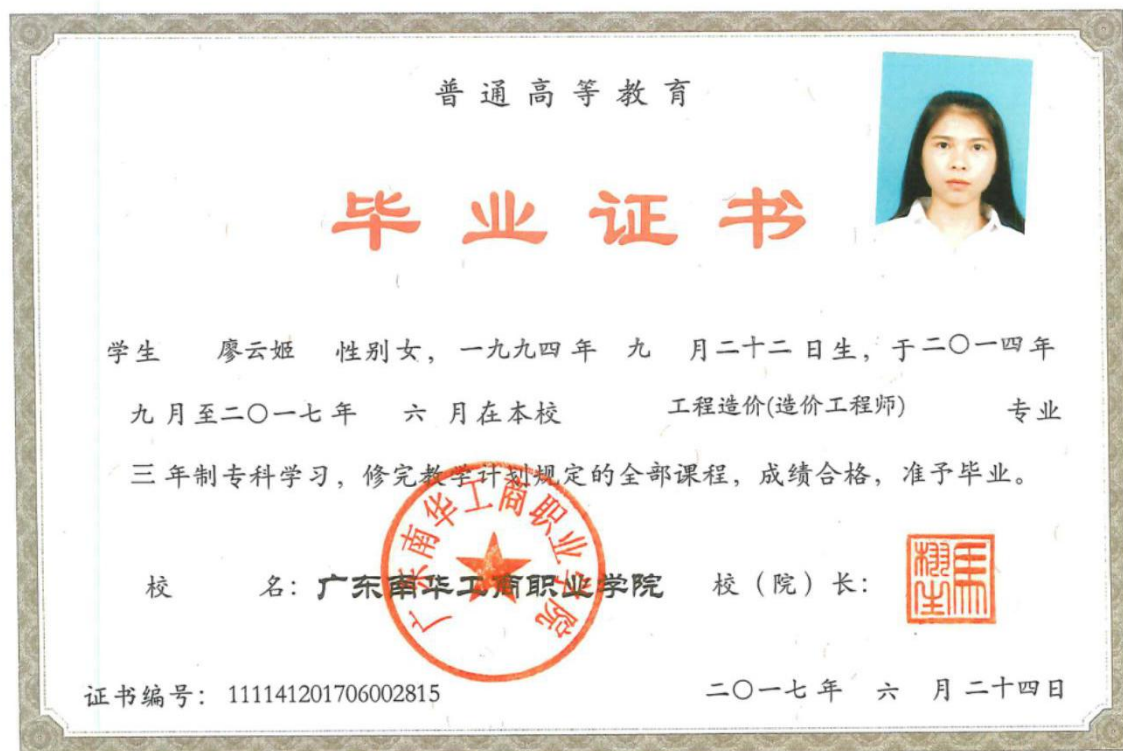 普通高等教育
毕业证书
学生 廖云姬 性别女，一九九四年 九 月二十二日生，于二〇一四年
九月至二〇一七年 六 月在本校 工程造价(造价工程师) 专业
三年制专科学习，修完教学计划规定的全部课程，成绩合格，准予毕业。
广东南华工商职业学院
校 名：广东南华工商职业学院 校（院）长：
证书编号：111141201706002815 二〇一七年 六 月二十四日